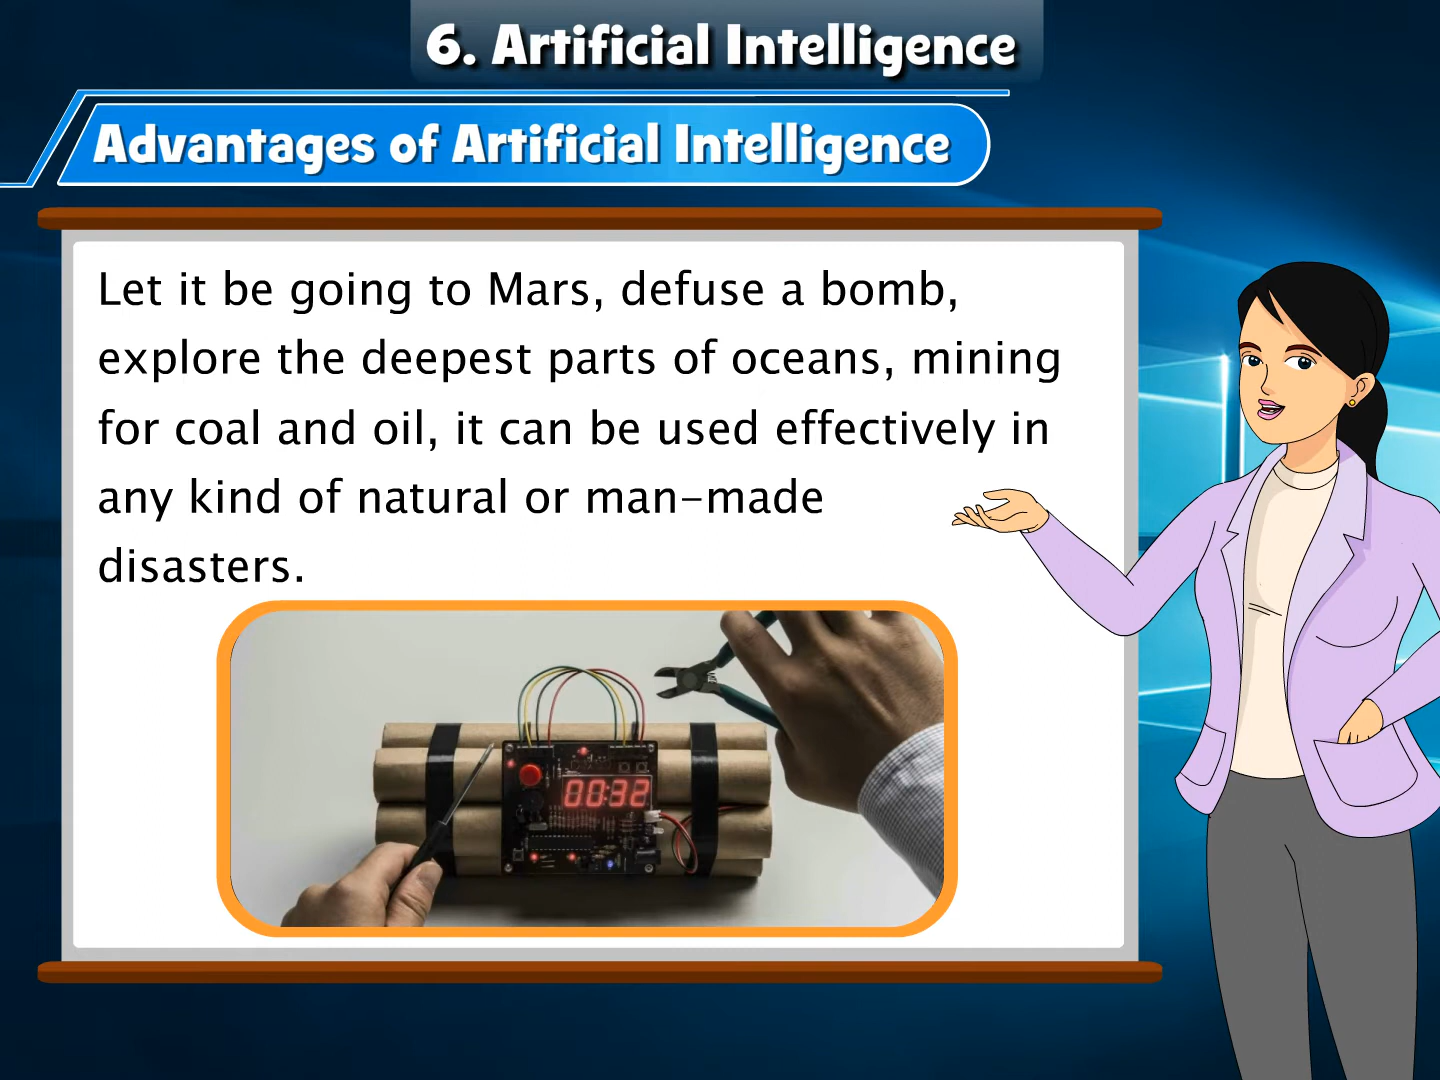 6. Artificial Intelligence
Advantages of Artificial Intelligence
Let it be going to Mars, defuse a bomb,
explore the deepest parts of oceans, mining
for coal and oil, it can be used effectively in
any kind of natural or man-made
disasters.
00:32